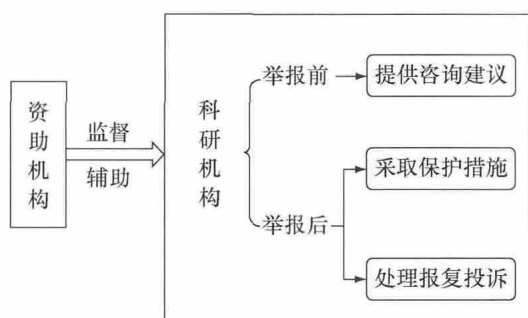 资助机构
监督
辅助
科研机构
举报前
提供咨询建议
举报后
采取保护措施
处理报复投诉